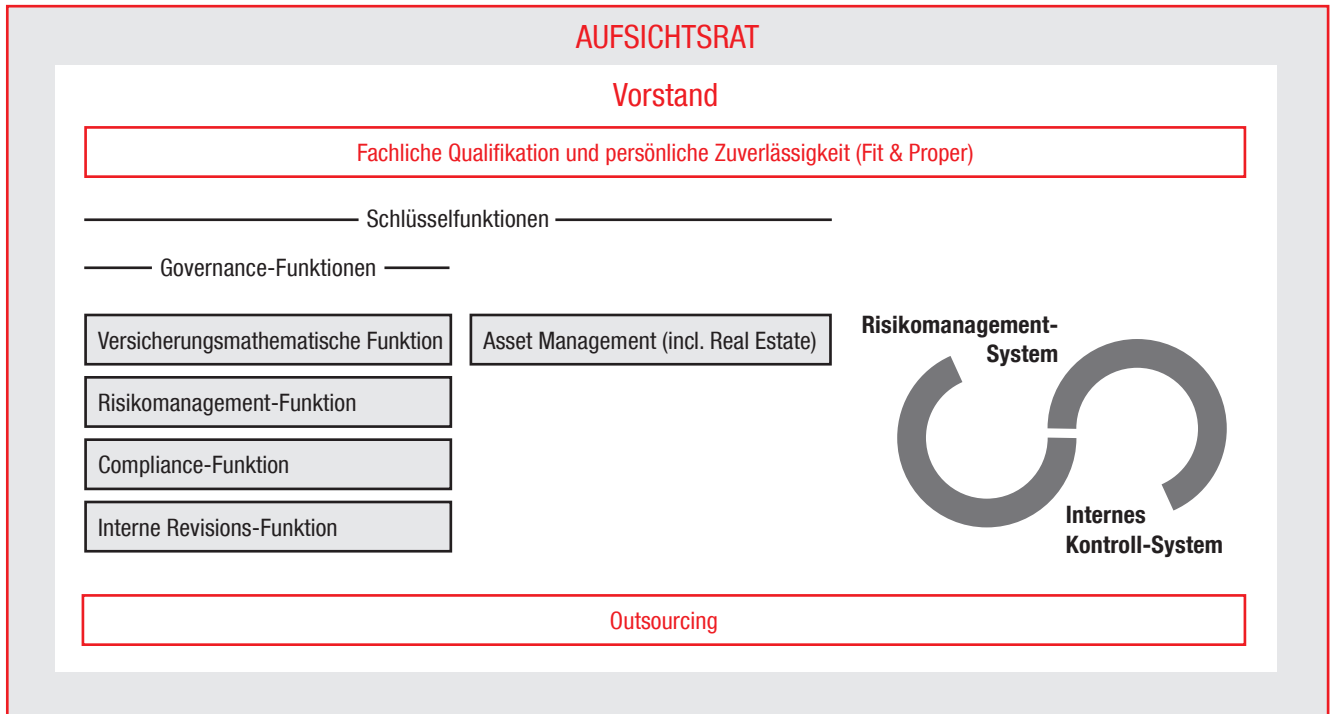 AUFSICHTSRAT
Vorstand
Fachliche Qualifikation und persönliche Zuverlässigkeit (Fit & Proper)
Schlüsselfunktionen
Governance-Funktionen
Versicherungsmathematische Funktion
Asset Management (incl. Real Estate)
Risikomanagement-Funktion
Compliance-Funktion
Interne Revisions-Funktion
Risikomanagement-
System
Internes
Kontroll-System
Outsourcing